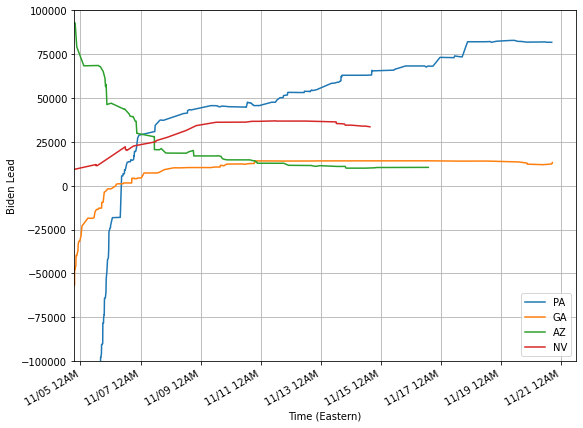 100000
75000
50000
25000
0
−25000
−50000
−75000
−100000
Biden Lead
PA
GA
AZ
NV
11/05 12AM
11/07 12AM
11/09 12AM
11/11 12AM
11/13 12AM
11/15 12AM
11/17 12AM
11/19 12AM
11/21 12AM
Time (Eastern)